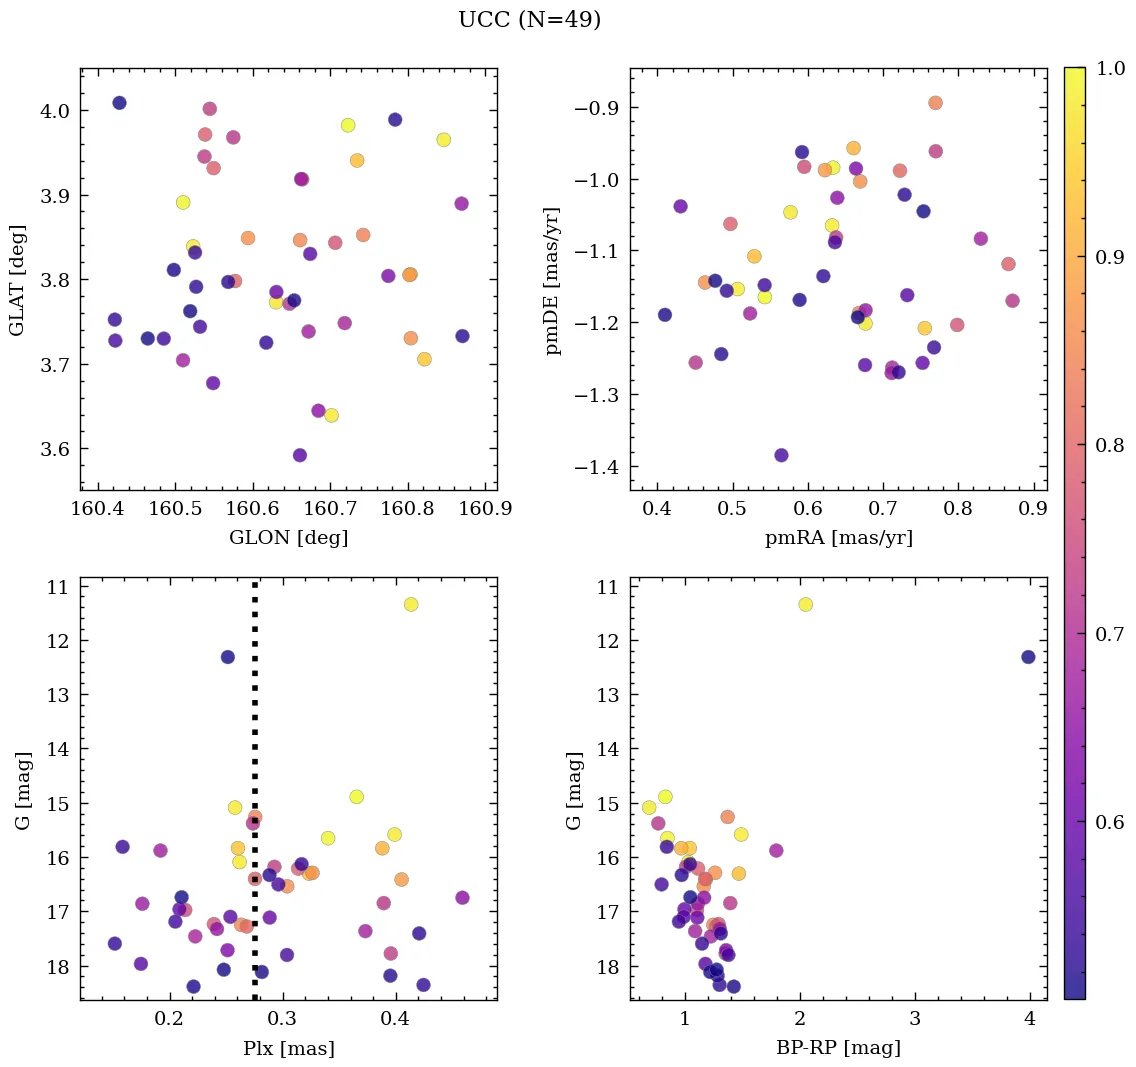 UCC (N=49)
4.0
3.9
3.8
3.7
3.6
GLAT [deg]
160.4 160.5 160.6 160.7 160.8 160.9
GLON [deg]
−0.9
−1.0
−1.1
−1.2
−1.3
−1.4
pmDE [mas/yr]
0.4 0.5 0.6 0.7 0.8 0.9
pmRA [mas/yr]
11
12
13
14
15
16
17
18
G [mag]
0.2 0.3 0.4
Plx [mas]
11
12
13
14
15
16
17
18
G [mag]
1 2 3 4
BP-RP [mag]
1.0
0.9
0.8
0.7
0.6